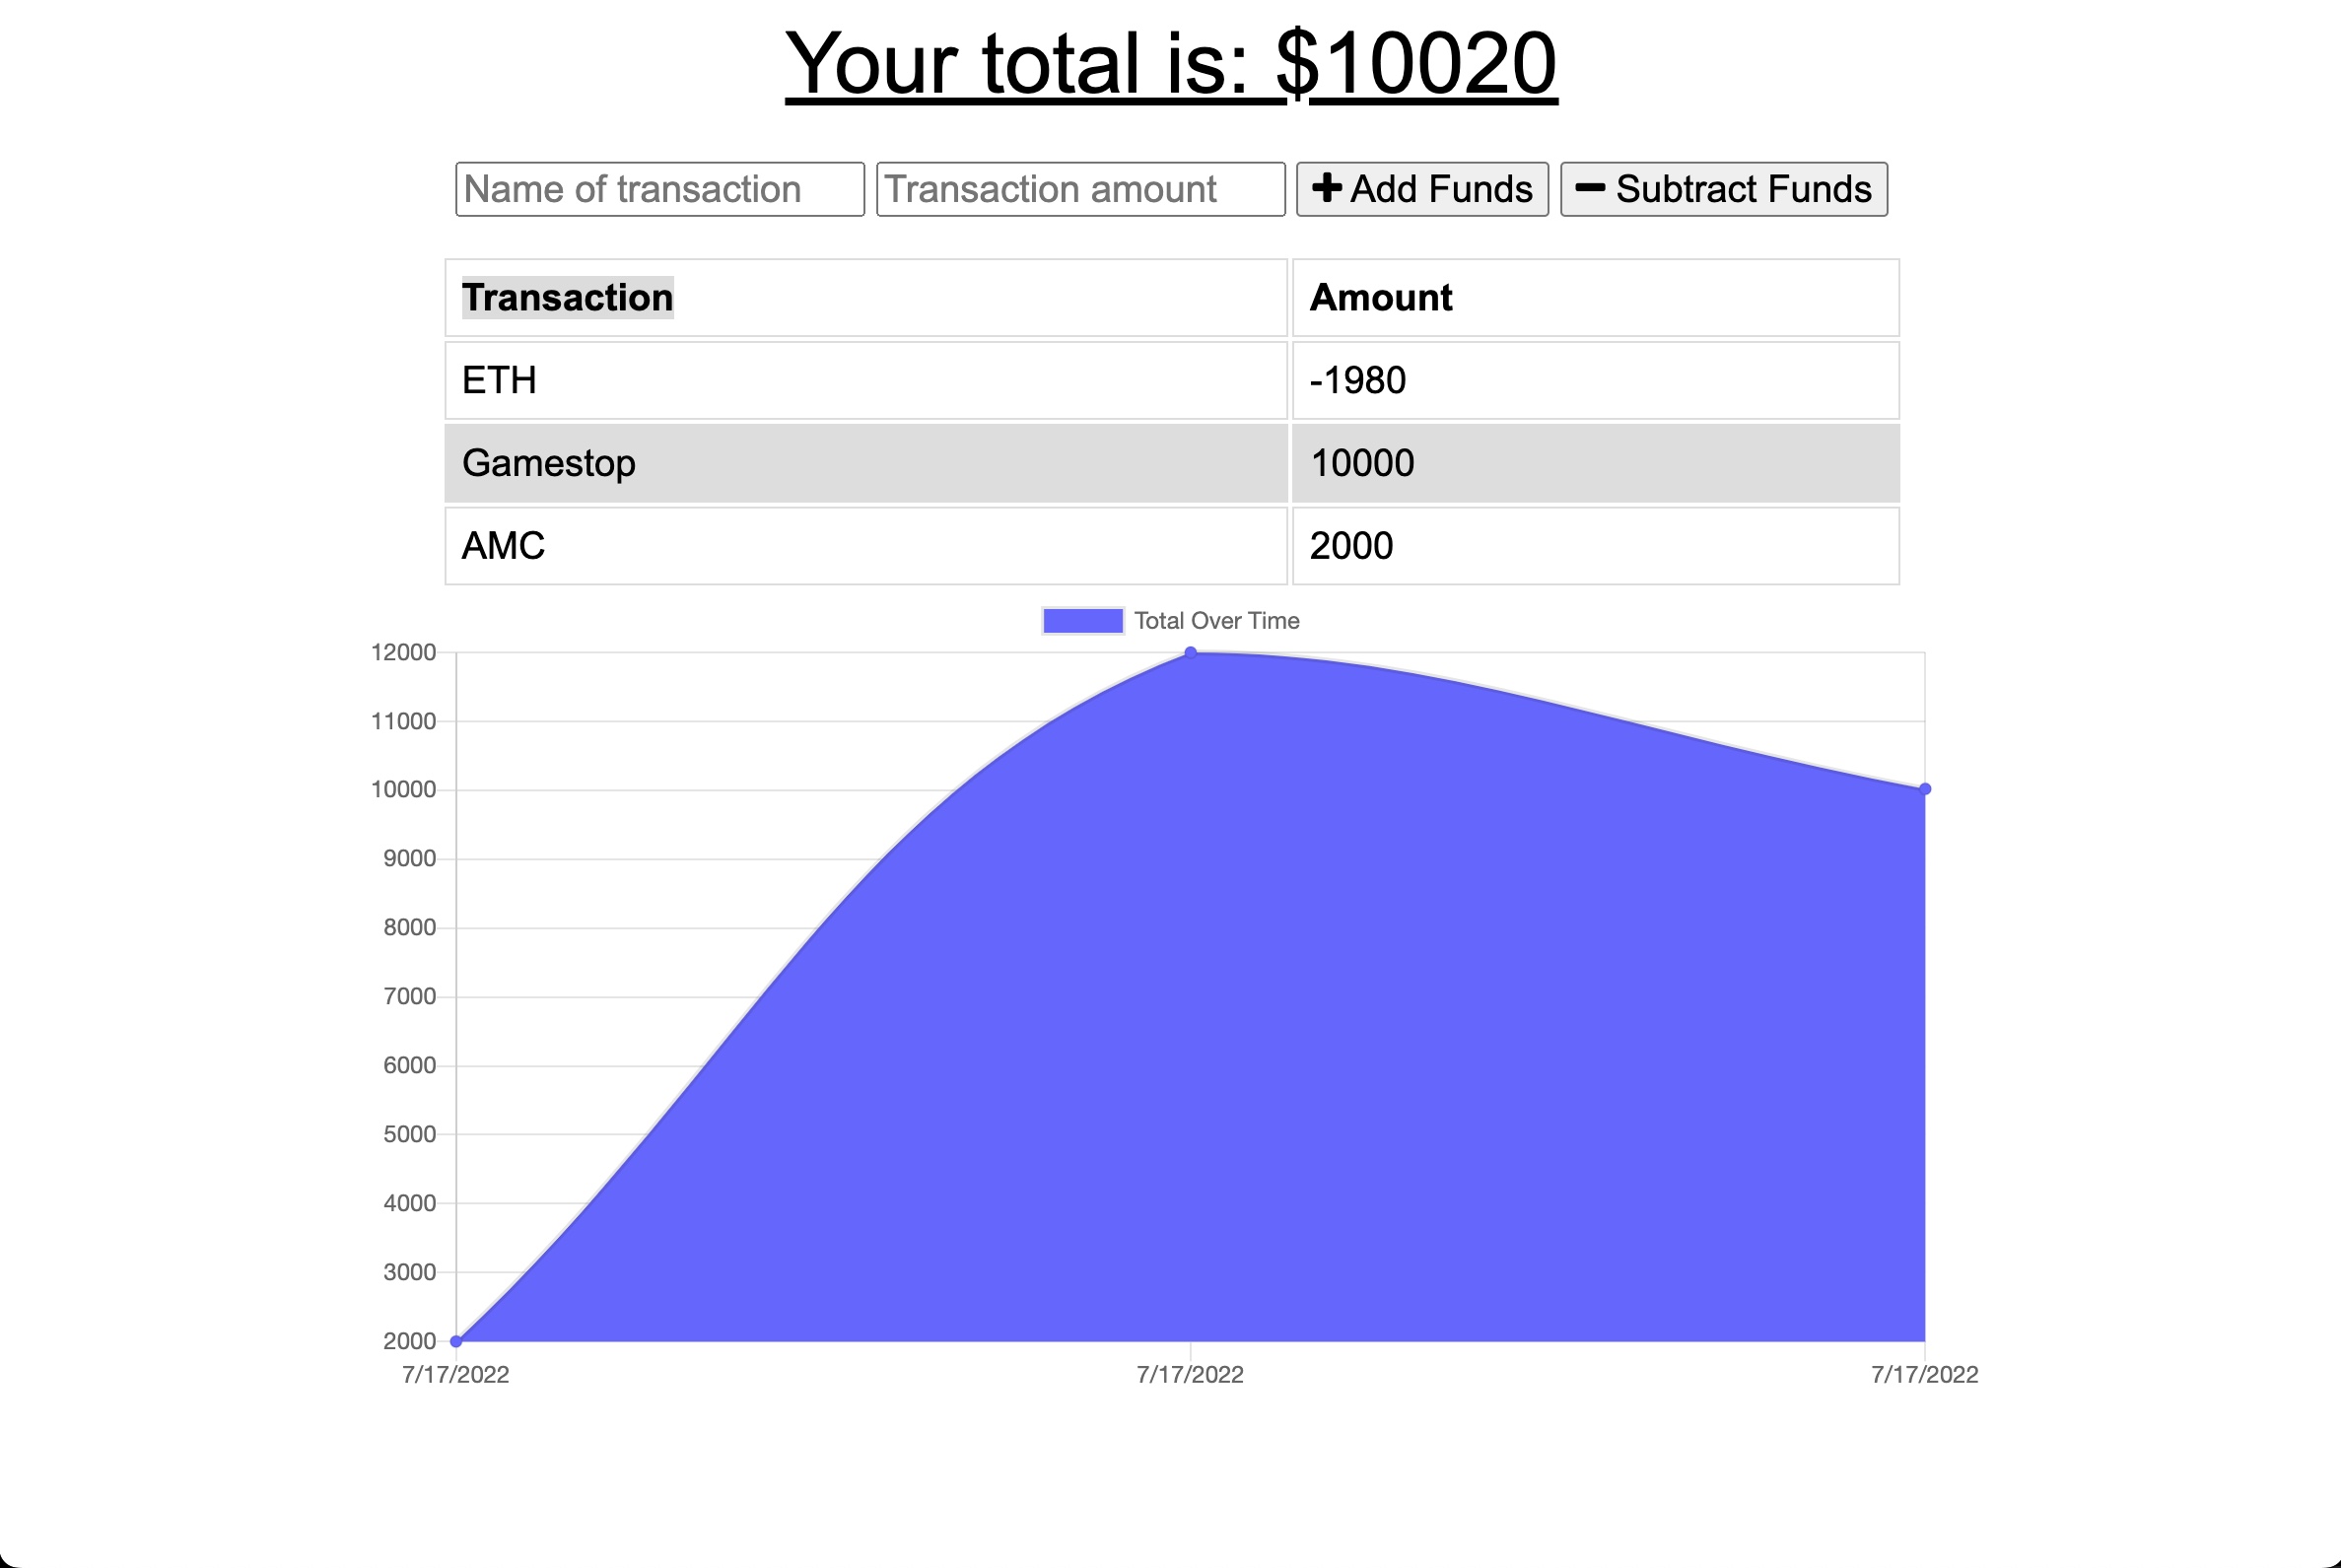 Your total is: $10020
Name of transaction Transaction amount Add Funds Subtract Funds
Transaction Amount
ETH -1980
Gamestop 10000
AMC 2000
Total Over Time
12000
11000
10000
9000
8000
7000
6000
5000
4000
3000
2000
7/17/2022 7/17/2022 7/17/2022